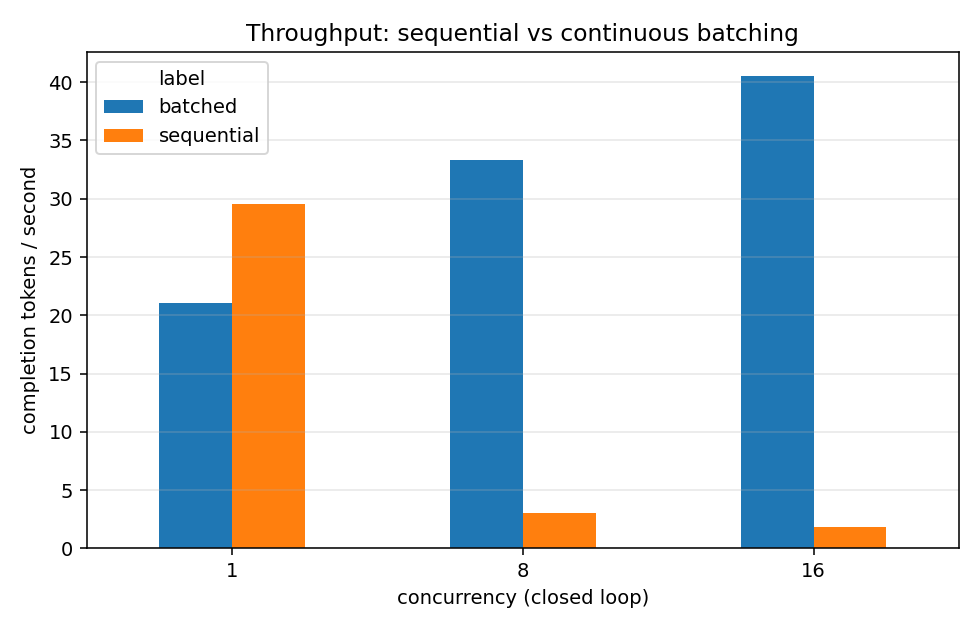 Throughput: sequential vs continuous batching
label
batched
sequential
completion tokens / second
40
35
30
25
20
15
10
5
0
1 8 16
concurrency (closed loop)